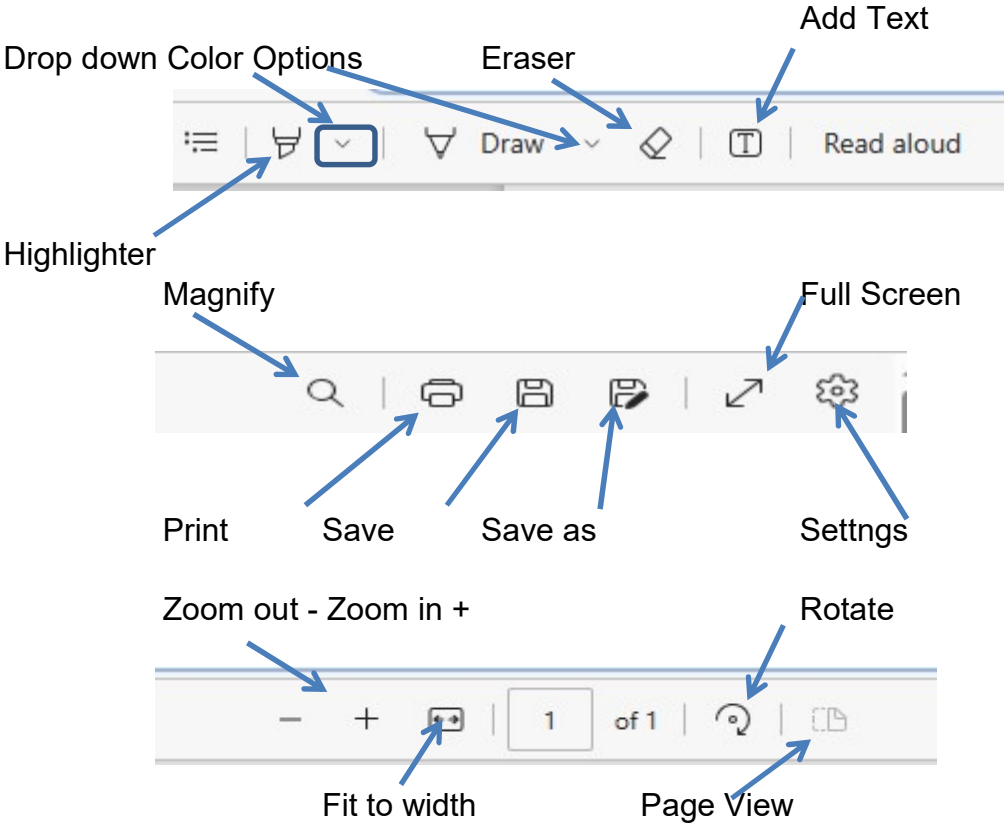 Add Text
Drop down Color Options Eraser
Draw Read aloud
Highlighter
Magnify Full Screen
Print Save Save as Settngs
Zoom out - Zoom in + Rotate
− + 1 of 1
Fit to width Page View